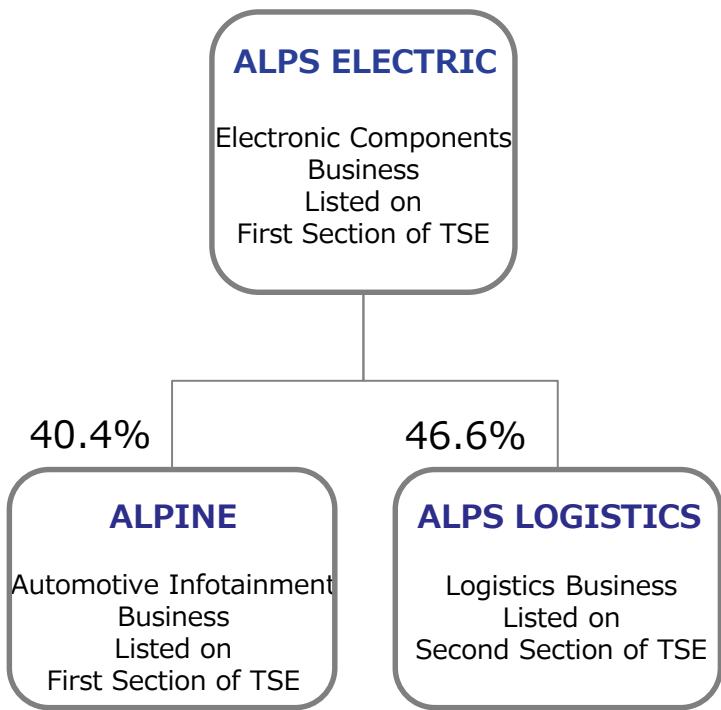 ALPS ELECTRIC
Electronic Components
Business
Listed on
First Section of TSE
40.4%
46.6%
ALPINE
Automotive Infotainment
Business
Listed on
First Section of TSE
ALPS LOGISTICS
Logistics Business
Listed on
Second Section of TSE